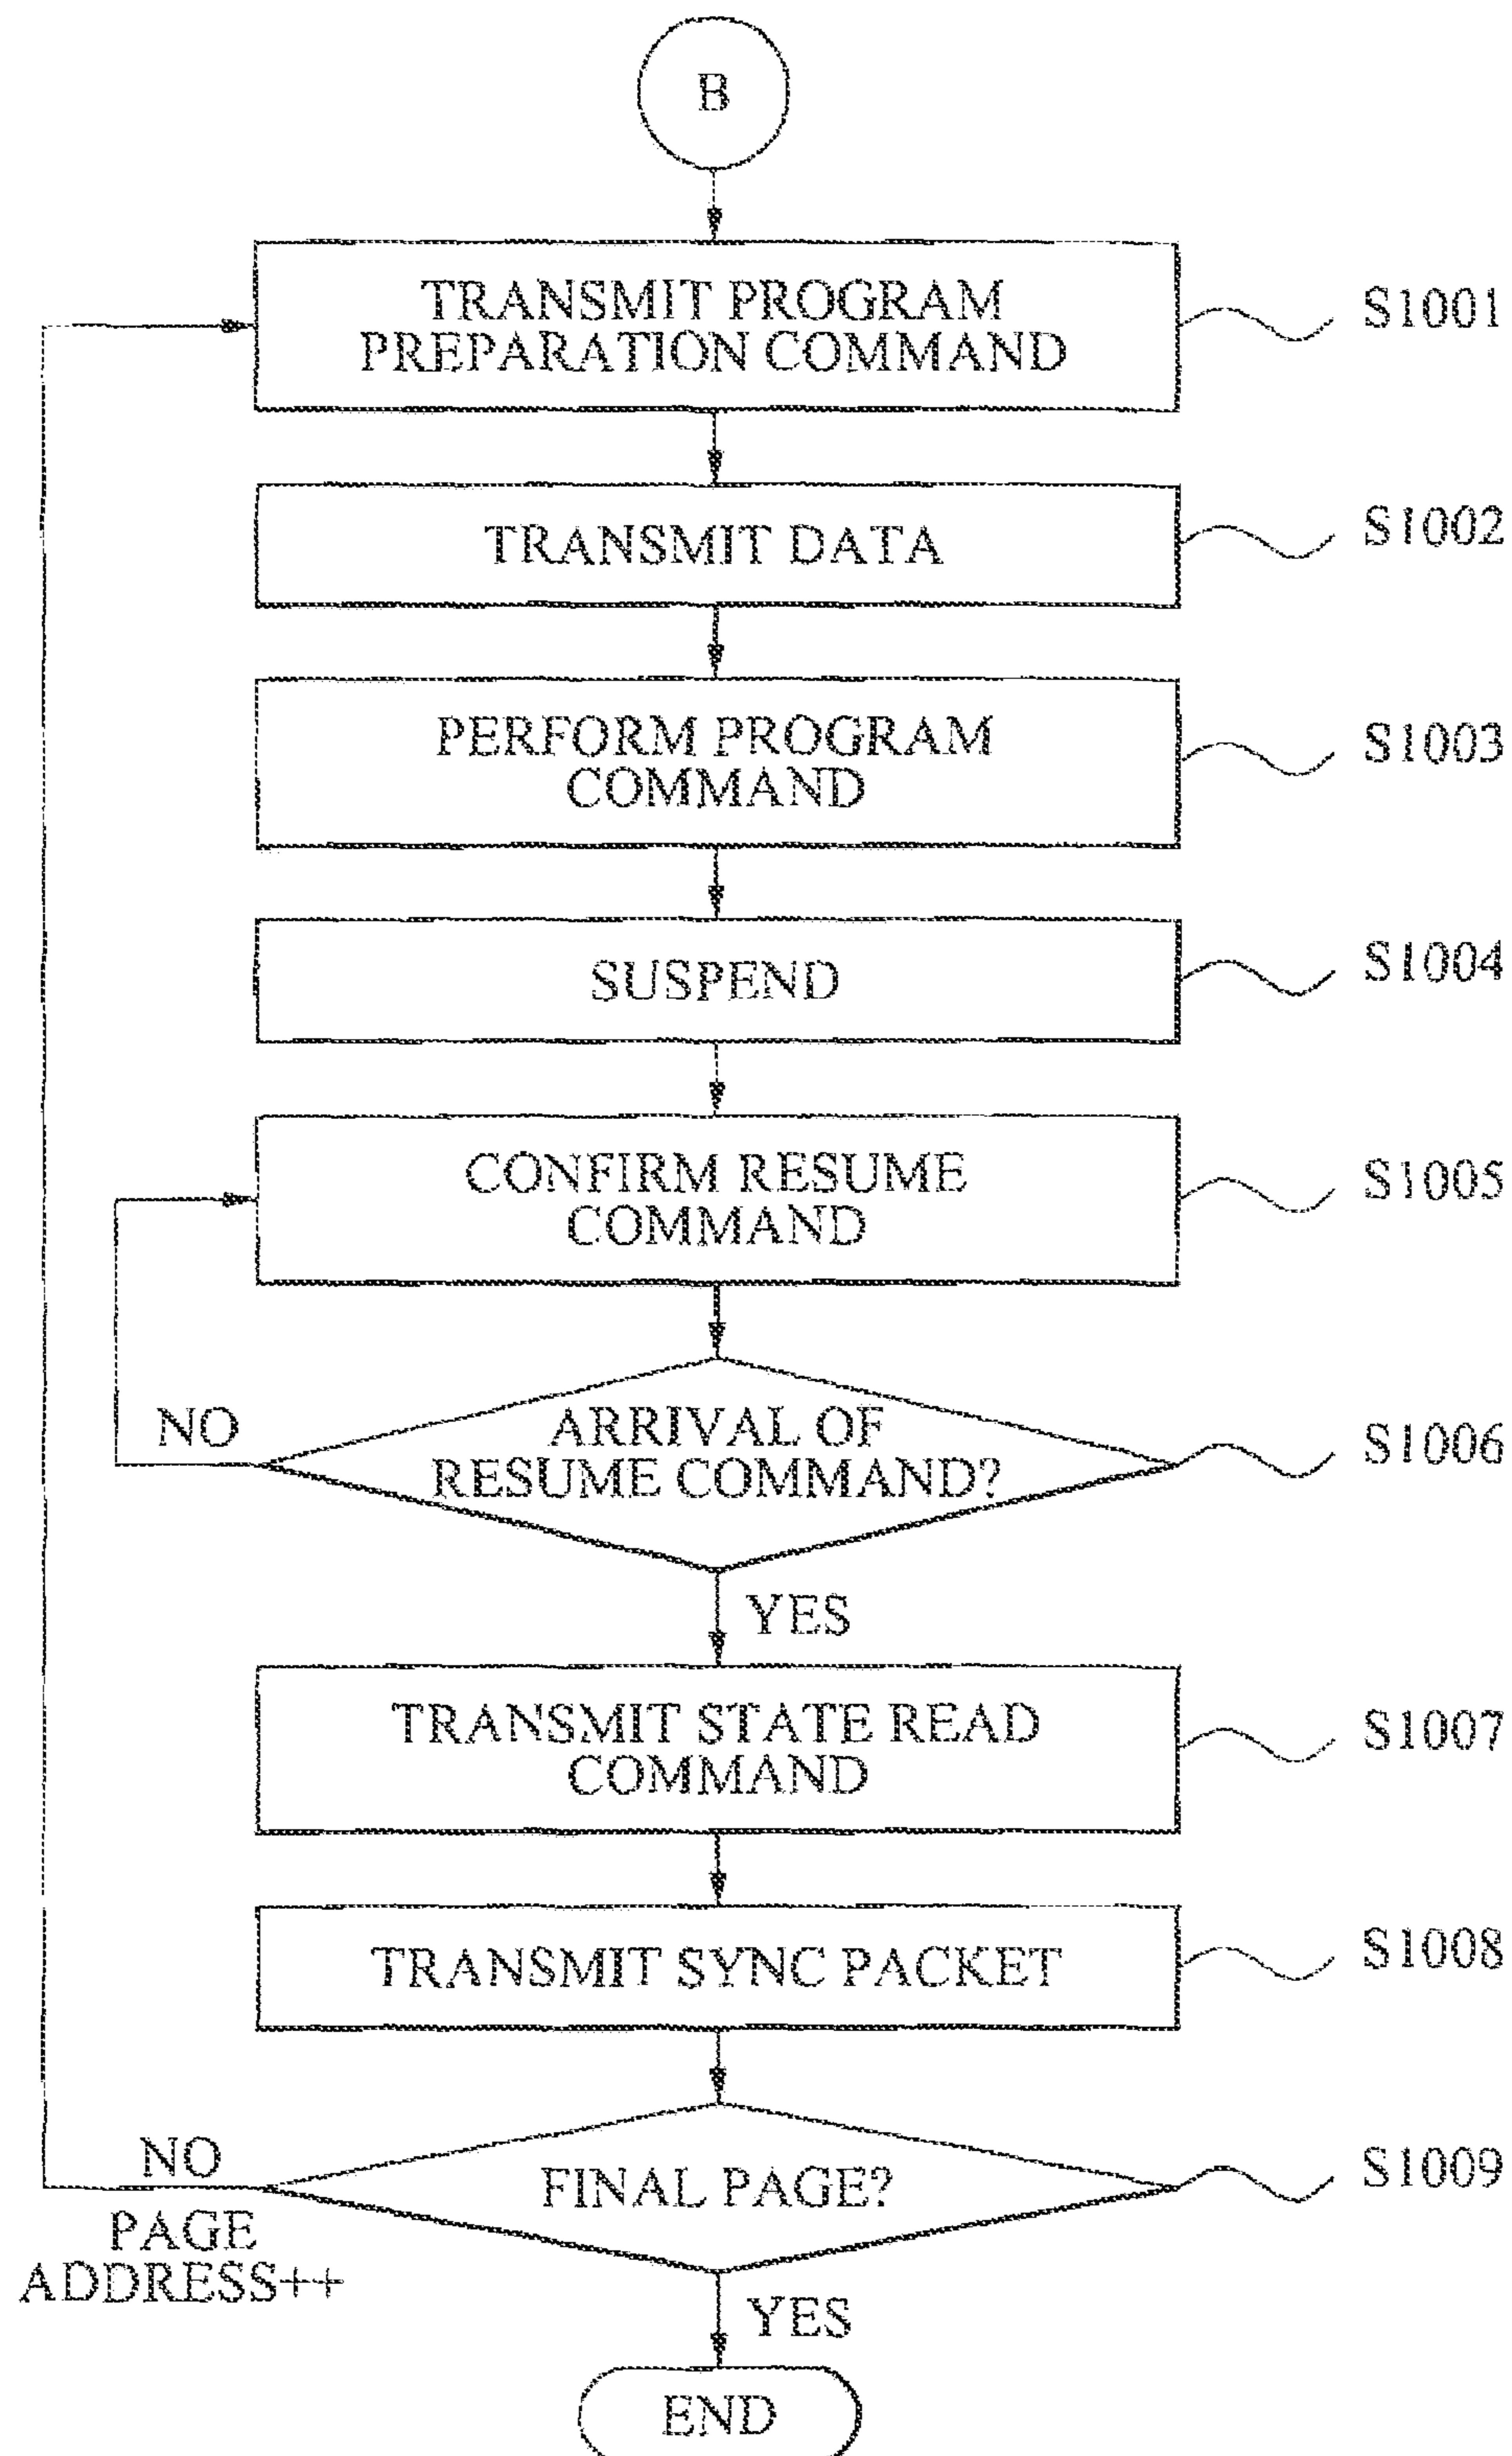 B
TRANSMIT PROGRAM
PREPARATION COMMAND
S1001
TRANSMIT DATA
S1002
PERFORM PROGRAM
COMMAND
S1003
SUSPEND
S1004
CONFIRM RESUME
COMMAND
S1005
NO
ARRIVAL OF
RESUME COMMAND?
S1006
YES
TRANSMIT STATE READ
COMMAND
S1007
TRANSMIT SYNC PACKET
S1008
NO
FINAL PAGE?
S1009
PAGE
ADDRESS++
YES
END